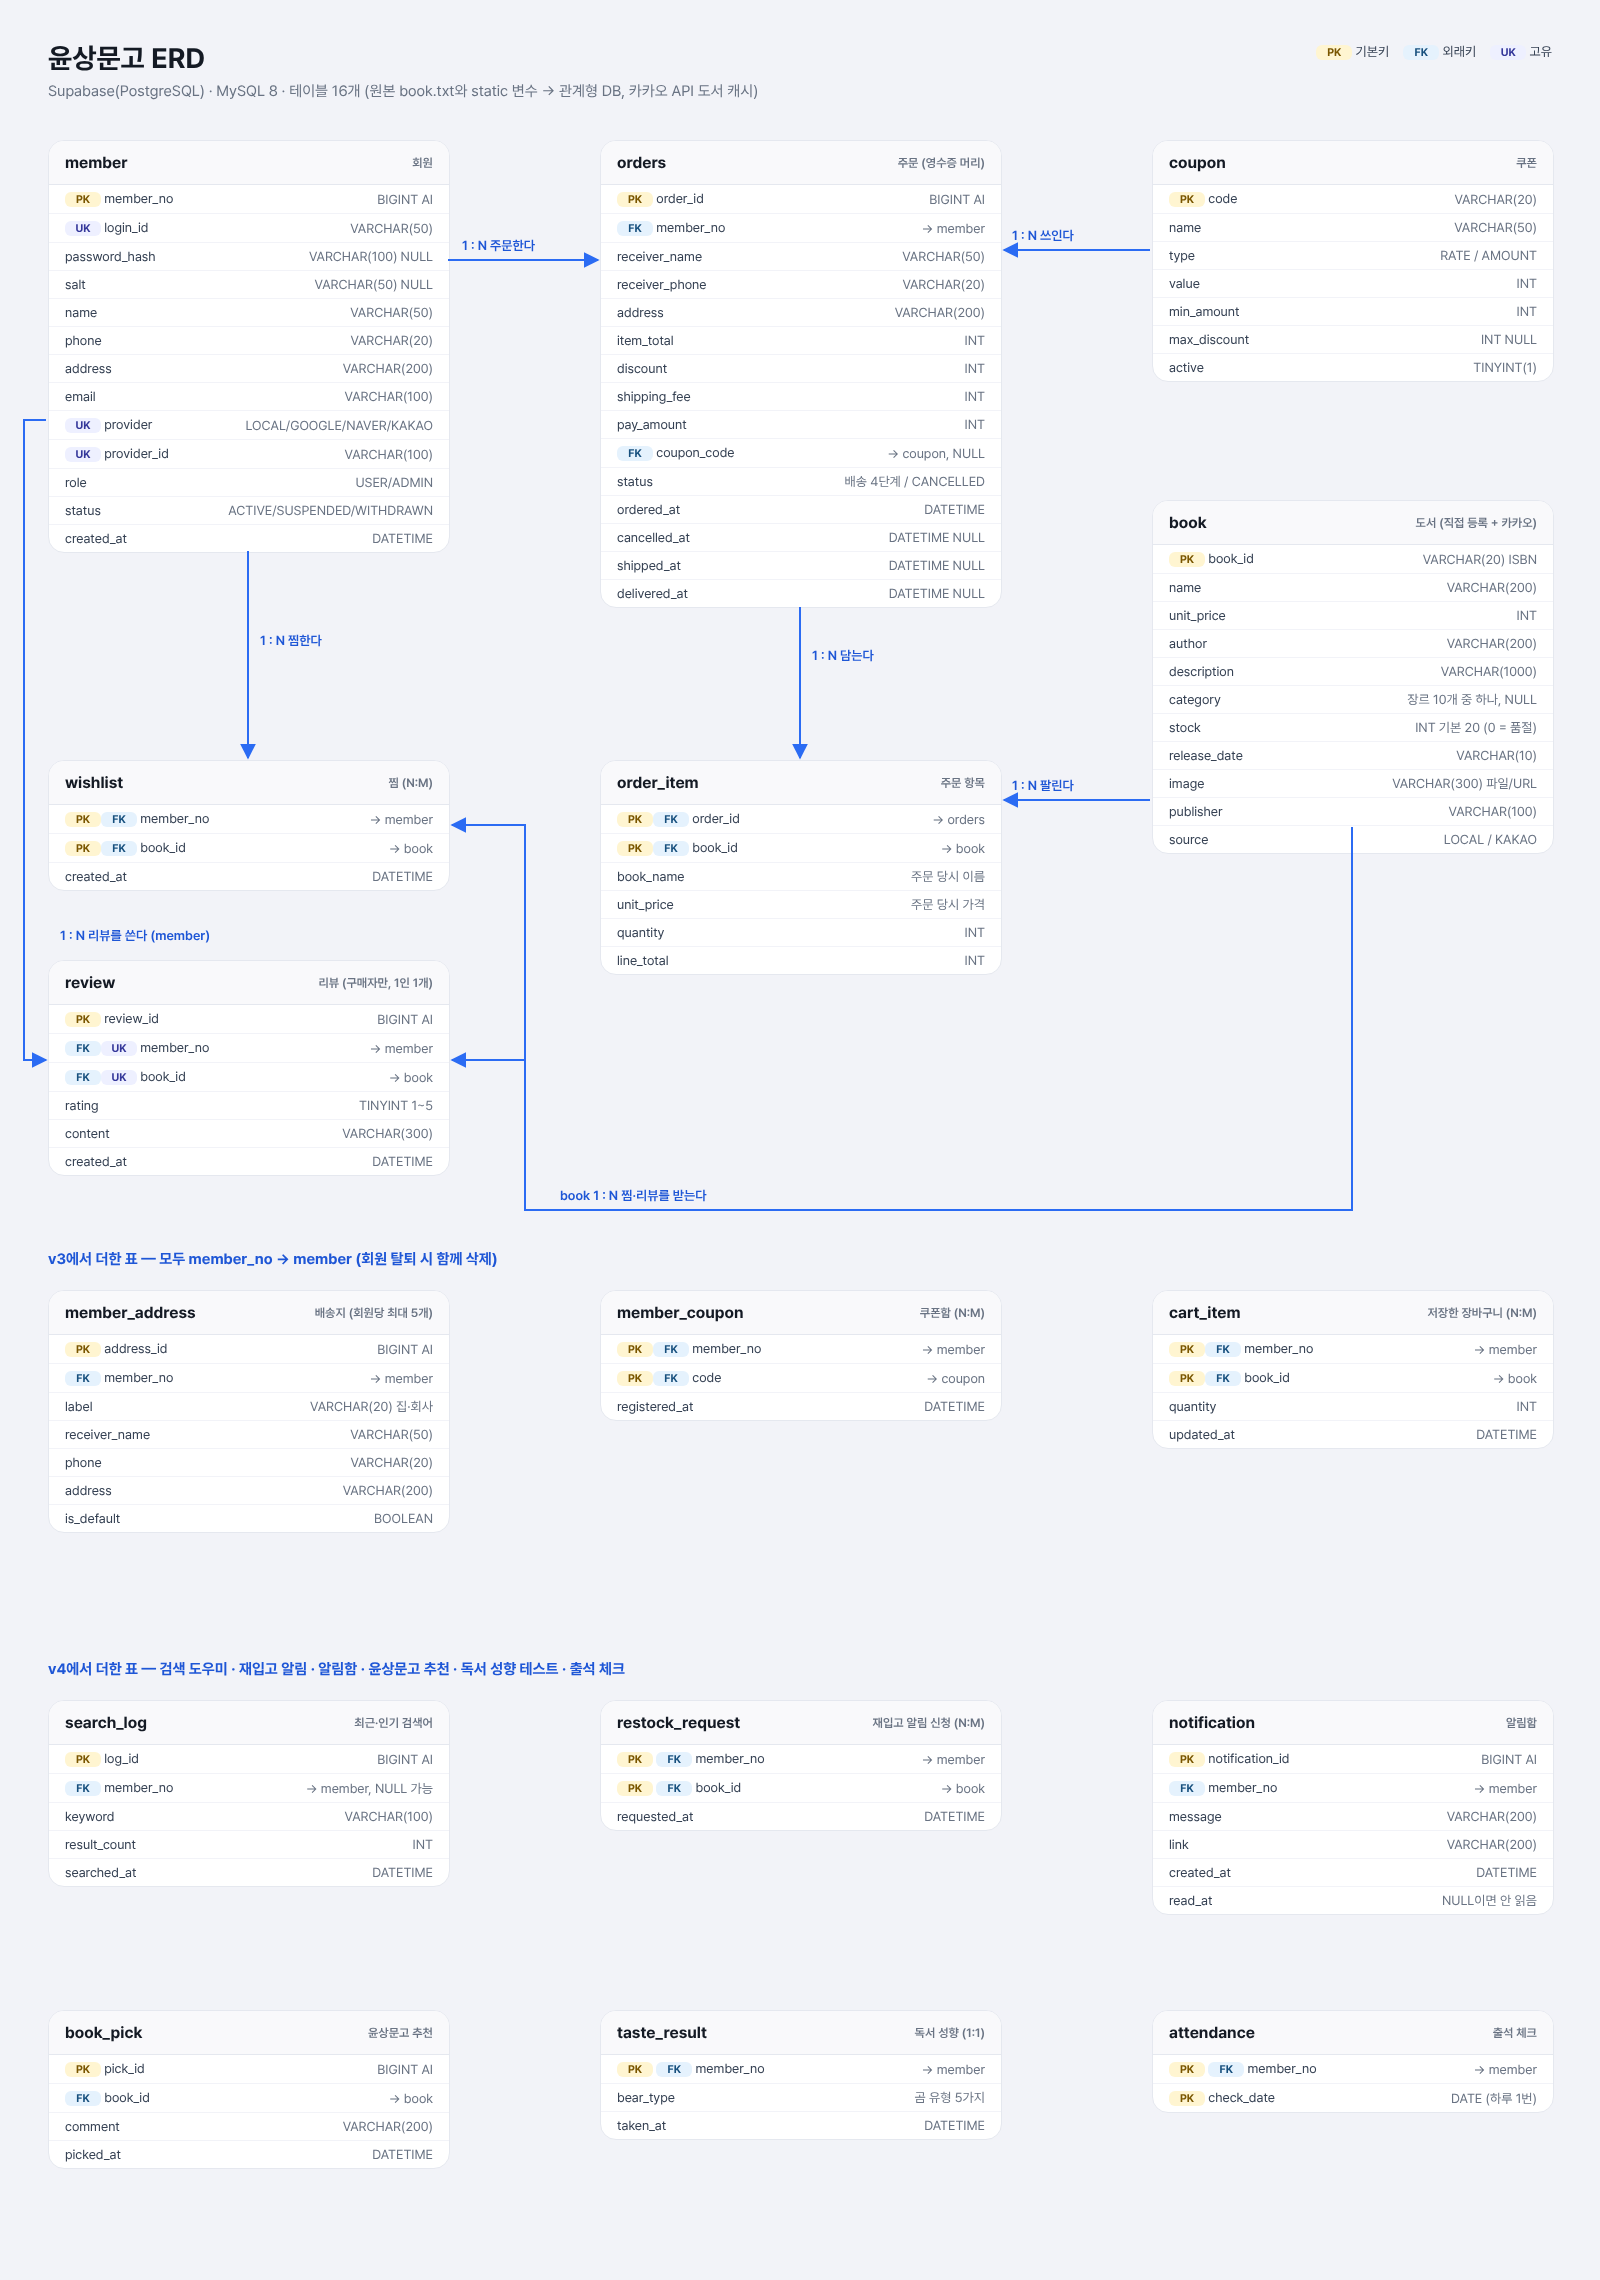 윤상문고 ERD
PK 기본키 FK 외래키 UK 고유
Supabase(PostgreSQL) · MySQL 8 · 테이블 16개 (원본 book.txt와 static 변수 → 관계형 DB, 카카오 API 도서 캐시)
member 회원
PK member_no BIGINT AI
UK login_id VARCHAR(50)
password_hash VARCHAR(100) NULL
salt VARCHAR(50) NULL
name VARCHAR(50)
phone VARCHAR(20)
address VARCHAR(200)
email VARCHAR(100)
UK provider LOCAL/GOOGLE/NAVER/KAKAO
UK provider_id VARCHAR(100)
role USER/ADMIN
status ACTIVE/SUSPENDED/WITHDRAWN
created_at DATETIME
1 : N 주문한다
orders 주문 (영수증 머리)
PK order_id BIGINT AI
FK member_no → member
receiver_name VARCHAR(50)
receiver_phone VARCHAR(20)
address VARCHAR(200)
item_total INT
discount INT
shipping_fee INT
pay_amount INT
FK coupon_code → coupon, NULL
status 배송 4단계 / CANCELLED
ordered_at DATETIME
cancelled_at DATETIME NULL
shipped_at DATETIME NULL
delivered_at DATETIME NULL
1 : N 쓰인다
coupon 쿠폰
PK code VARCHAR(20)
name VARCHAR(50)
type RATE / AMOUNT
value INT
min_amount INT
max_discount INT NULL
active TINYINT(1)
book 도서 (직접 등록 + 카카오)
PK book_id VARCHAR(20) ISBN
name VARCHAR(200)
unit_price INT
author VARCHAR(200)
description VARCHAR(1000)
category 장르 10개 중 하나, NULL
stock INT 기본 20 (0 = 품절)
release_date VARCHAR(10)
image VARCHAR(300) 파일/URL
publisher VARCHAR(100)
source LOCAL / KAKAO
1 : N 찜한다
1 : N 담는다
wishlist 찜 (N:M)
PK FK member_no → member
PK FK book_id → book
created_at DATETIME
order_item 주문 항목
PK FK order_id → orders
PK FK book_id → book
book_name 주문 당시 이름
unit_price 주문 당시 가격
quantity INT
line_total INT
1 : N 팔린다
1 : N 리뷰를 쓴다 (member)
review 리뷰 (구매자만, 1인 1개)
PK review_id BIGINT AI
FK UK member_no → member
FK UK book_id → book
rating TINYINT 1~5
content VARCHAR(300)
created_at DATETIME
book 1 : N 찜·리뷰를 받는다
v3에서 더한 표 — 모두 member_no → member (회원 탈퇴 시 함께 삭제)
member_address 배송지 (회원당 최대 5개)
PK address_id BIGINT AI
FK member_no → member
label VARCHAR(20) 집·회사
receiver_name VARCHAR(50)
phone VARCHAR(20)
address VARCHAR(200)
is_default BOOLEAN
member_coupon 쿠폰함 (N:M)
PK FK member_no → member
PK FK code → coupon
registered_at DATETIME
cart_item 저장한 장바구니 (N:M)
PK FK member_no → member
PK FK book_id → book
quantity INT
updated_at DATETIME
v4에서 더한 표 — 검색 도우미 · 재입고 알림 · 알림함 · 윤상문고 추천 · 독서 성향 테스트 · 출석 체크
search_log 최근·인기 검색어
PK log_id BIGINT AI
FK member_no → member, NULL 가능
keyword VARCHAR(100)
result_count INT
searched_at DATETIME
restock_request 재입고 알림 신청 (N:M)
PK FK member_no → member
PK FK book_id → book
requested_at DATETIME
notification 알림함
PK notification_id BIGINT AI
FK member_no → member
message VARCHAR(200)
link VARCHAR(200)
created_at DATETIME
read_at NULL이면 안 읽음
book_pick 윤상문고 추천
PK pick_id BIGINT AI
FK book_id → book
comment VARCHAR(200)
picked_at DATETIME
taste_result 독서 성향 (1:1)
PK FK member_no → member
bear_type 곰 유형 5가지
taken_at DATETIME
attendance 출석 체크
PK FK member_no → member
PK check_date DATE (하루 1번)